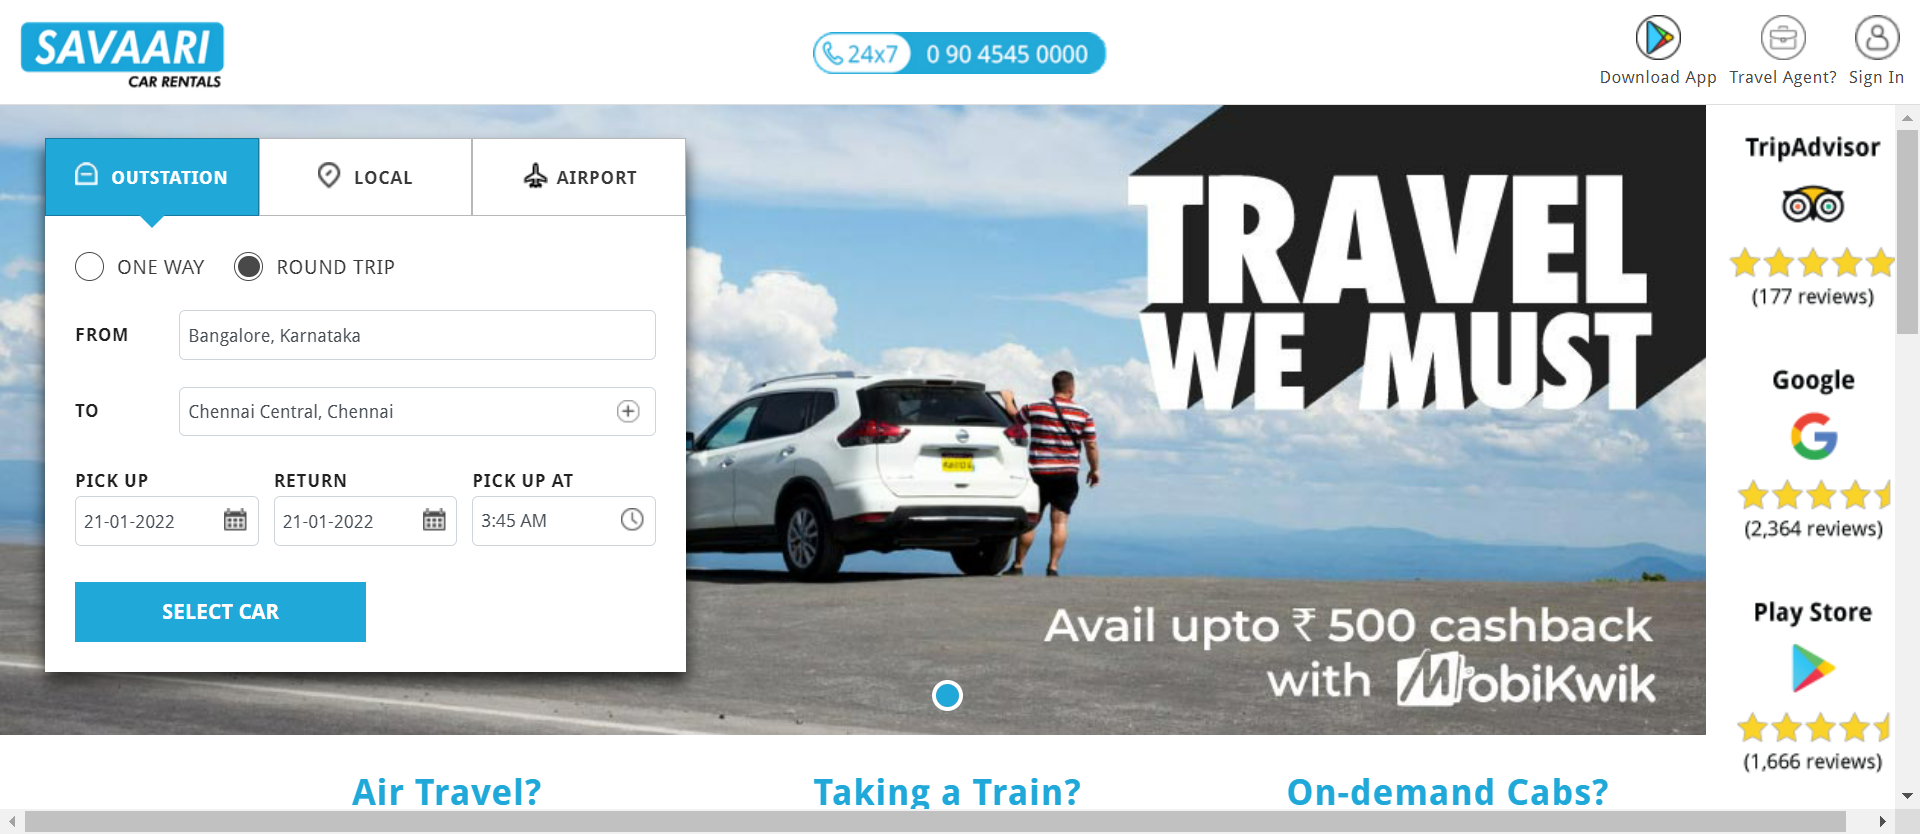 SAVAARI
CAR RENTALS
24x7 0 90 4545 0000
Download App
Travel Agent?
Sign In
OUTSTATION
LOCAL
AIRPORT
ONE WAY
ROUND TRIP
FROM
Bangalore, Karnataka
TO
Chennai Central, Chennai
PICK UP
RETURN
PICK UP AT
21-01-2022
21-01-2022
3:45 AM
SELECT CAR
TRAVEL
WE MUST
Avail upto ₹ 500 cashback
with MobiKwik
TripAdvisor
(177 reviews)
Google
(2,364 reviews)
Play Store
(1,666 reviews)
Air Travel?
Taking a Train?
On-demand Cabs?